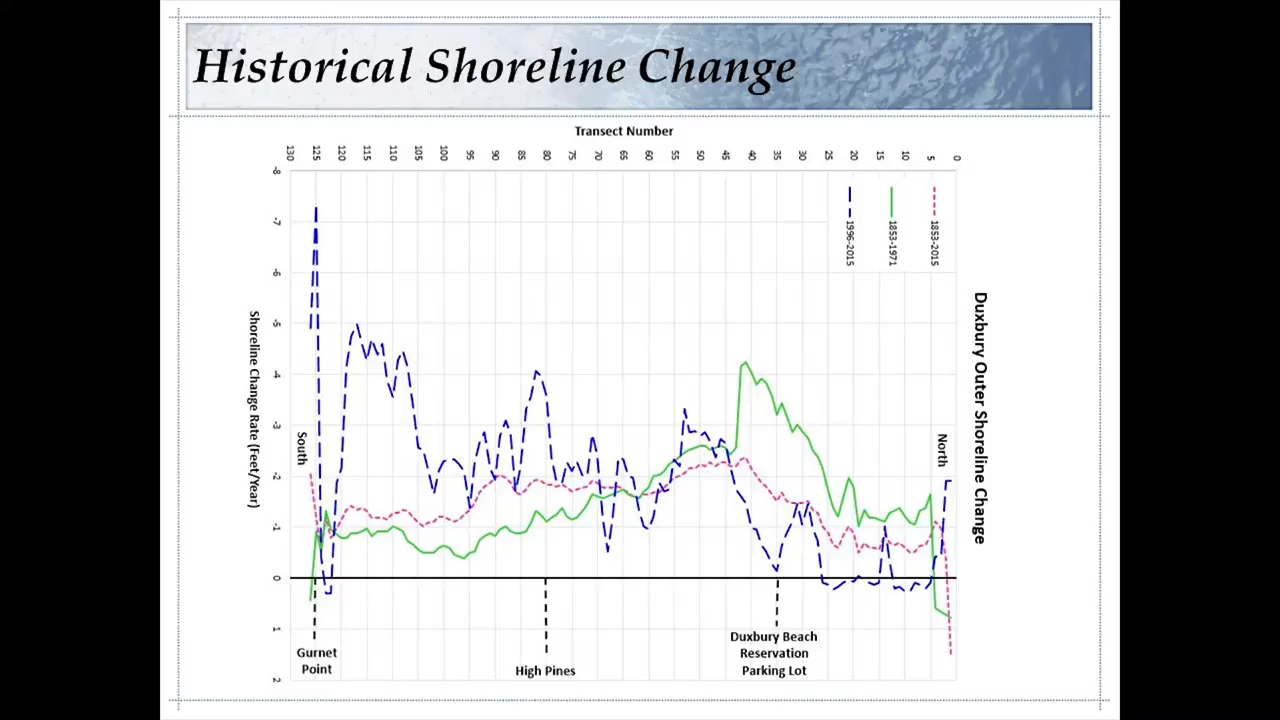 Historical Shoreline Change
Transect Number
130 125 120 115 110 105 100 95 90 85 80 75 70 65 60 55 50 45 40 35 30 25 20 15 10 5 0
-8
-7
-6
-5
-4
-3
-2
-1
0
1
2
Shoreline Change Rate (Feet/Year)
1996-2015
1853-1971
1853-2015
Duxbury Outer Shoreline Change
South
North
Gurnet
Point
High Pines
Duxbury Beach
Reservation
Parking Lot